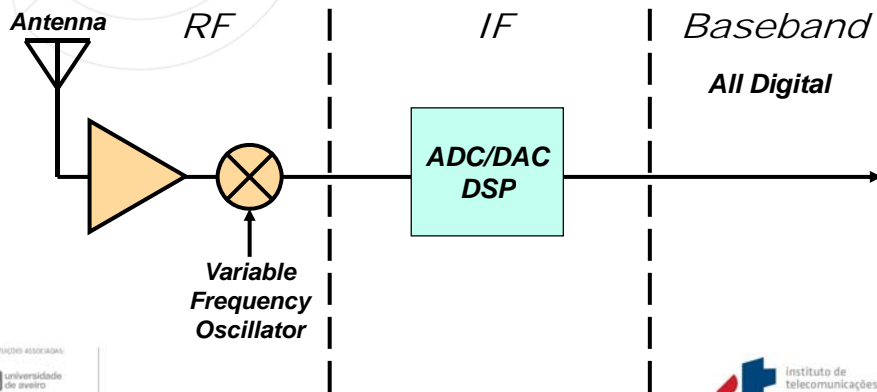 Antenna
RF
IF
Baseband
All Digital
ADC/DAC
DSP
Variable
Frequency
Oscillator
universidade
de aveiro
instituto de
telecomunicações